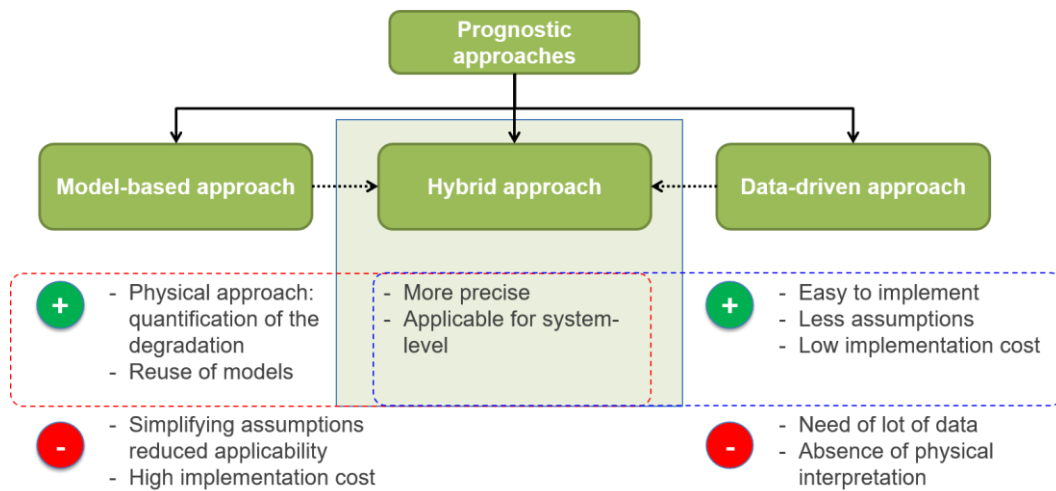 Prognostic
approaches
Model-based approach
Hybrid approach
Data-driven approach
+
- Physical approach:
quantification of the
degradation
- Reuse of models
- More precise
- Applicable for system-
level
+
- Easy to implement
- Less assumptions
- Low implementation cost
-
- Simplifying assumptions
reduced applicability
- High implementation cost
-
- Need of lot of data
- Absence of physical
interpretation